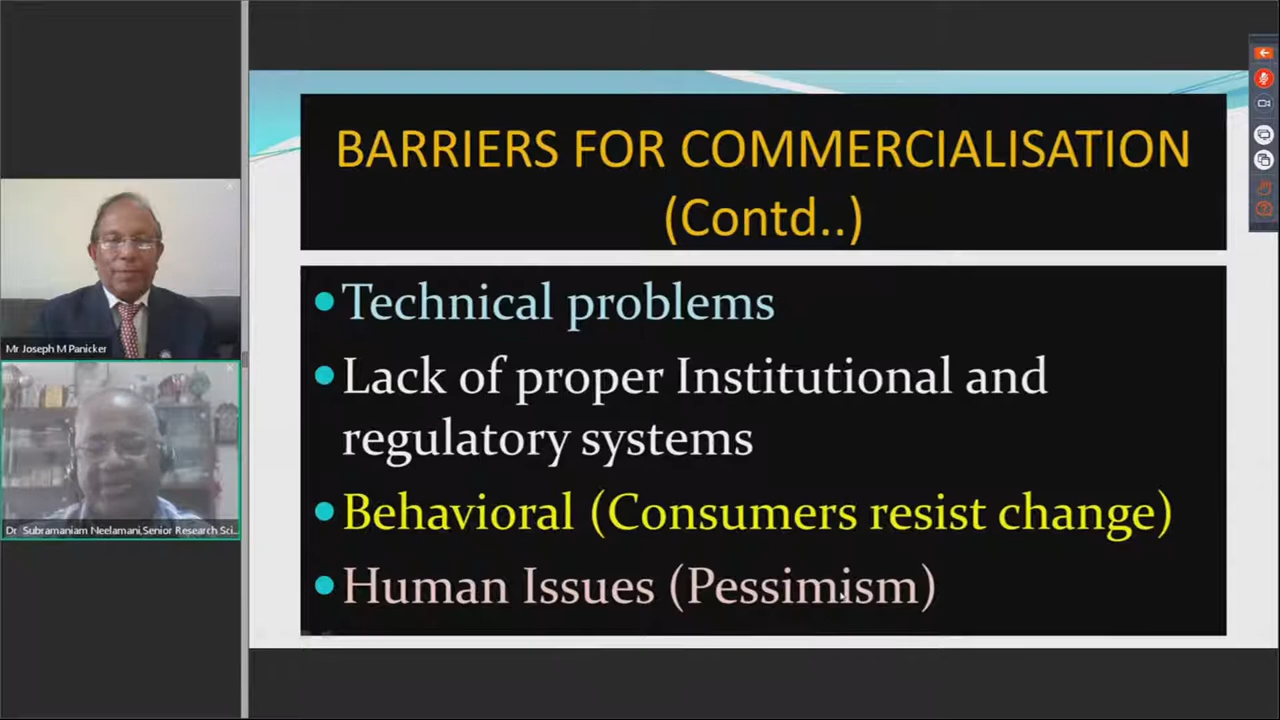 BARRIERS FOR COMMERCIALISATION
(Contd..)
Technical problems
Lack of proper Institutional and
regulatory systems
Behavioral (Consumers resist change)
Human Issues (Pessimism)
Mr Joseph M Panicker
Dr Subramaniam Neelamani,Senior Research Sci...